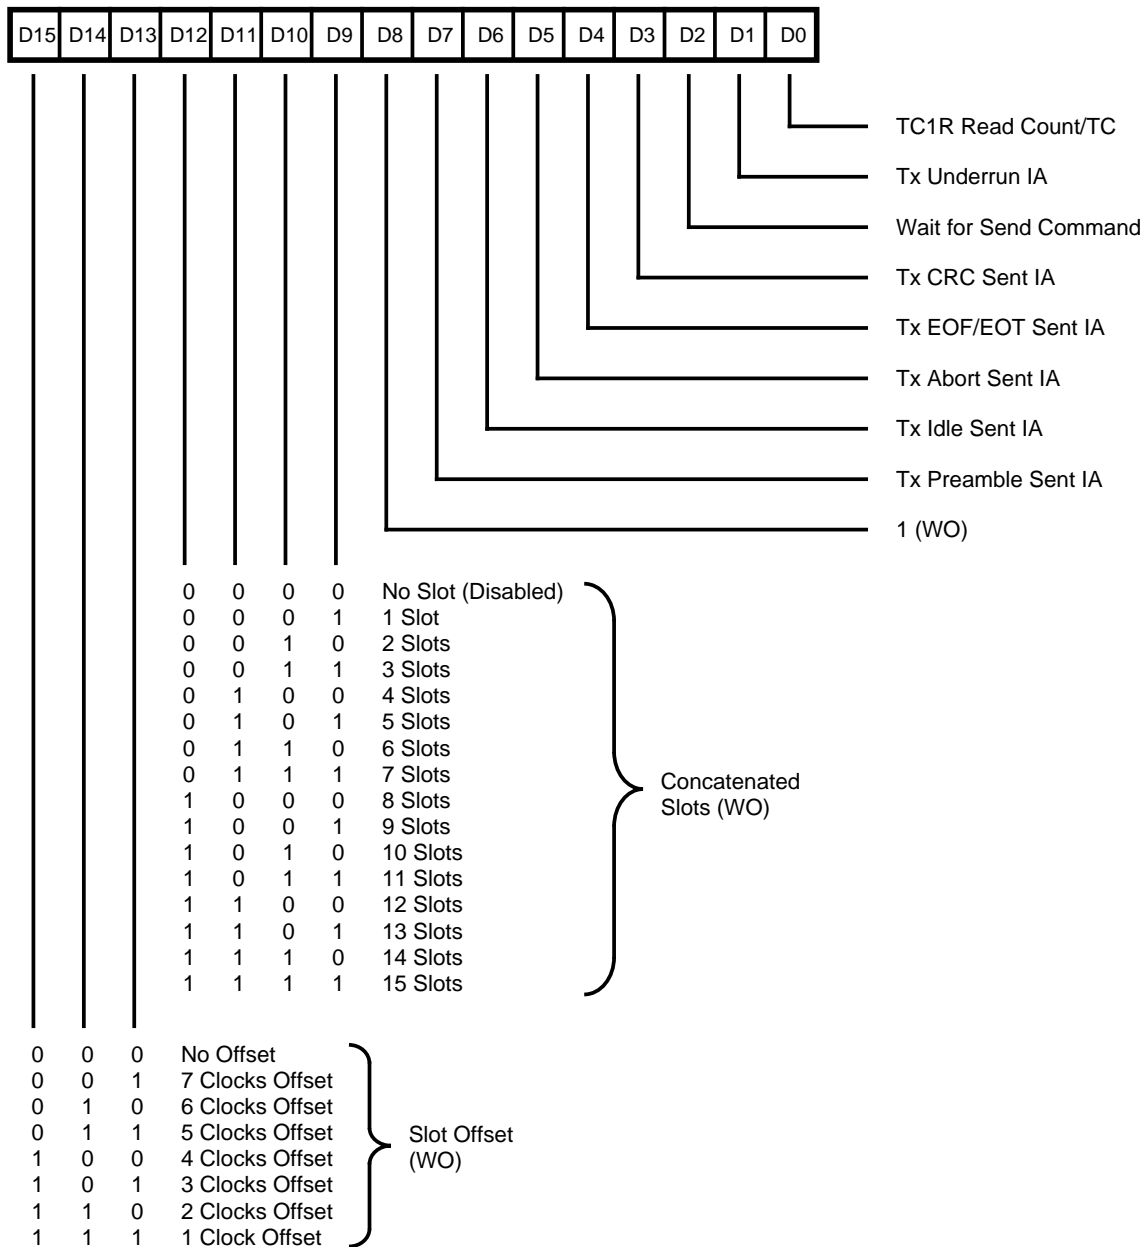 D15 D14 D13 D12 D11 D10 D9 D8 D7 D6 D5 D4 D3 D2 D1 D0
TC1R Read Count/TC
Tx Underrun IA
Wait for Send Command
Tx CRC Sent IA
Tx EOF/EOT Sent IA
Tx Abort Sent IA
Tx Idle Sent IA
Tx Preamble Sent IA
1 (WO)
0 0 0 0 No Slot (Disabled)
0 0 0 1 1 Slot
0 0 1 0 2 Slots
0 0 1 1 3 Slots
0 1 0 0 4 Slots
0 1 0 1 5 Slots
0 1 1 0 6 Slots
0 1 1 1 7 Slots
1 0 0 0 8 Slots
1 0 0 1 9 Slots
1 0 1 0 10 Slots
1 0 1 1 11 Slots
1 1 0 0 12 Slots
1 1 0 1 13 Slots
1 1 1 0 14 Slots
1 1 1 1 15 Slots
Concatenated
Slots (WO)
0 0 0 No Offset
0 0 1 7 Clocks Offset
0 1 0 6 Clocks Offset
0 1 1 5 Clocks Offset
1 0 0 4 Clocks Offset
1 0 1 3 Clocks Offset
1 1 0 2 Clocks Offset
1 1 1 1 Clock Offset
Slot Offset
(WO)